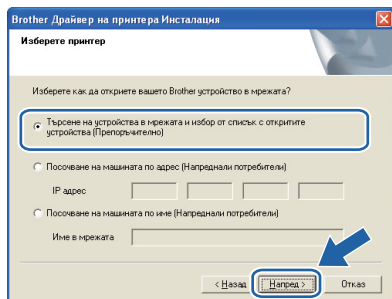 Brother Драйвер на принтера Инсталация
Изберете принтер
Изберете как да откриете вашето Brother устройство в мрежата?
Търсене на устройства в мрежата и избор от списък с откритите
устройства (Препоръчително)
Посочване на машината по адрес (Напреднали потребители)
IP адрес
Посочване на машината по име (Напреднали потребители)
Име в мрежата
< Назад Напред > Отказ